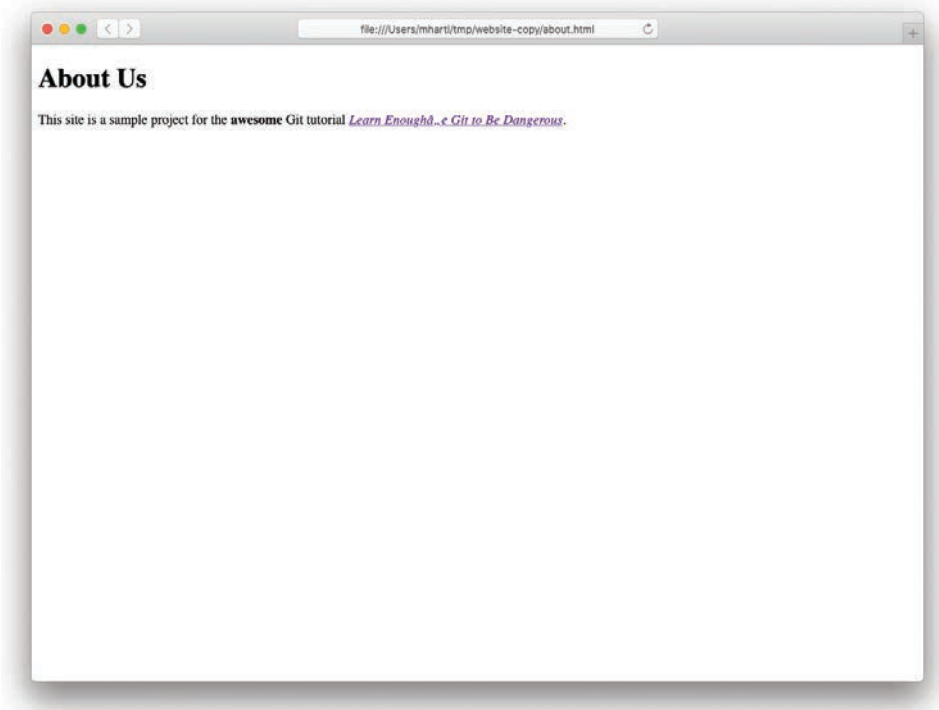 file:///Users/mhartl/tmp/website-copy/about.html
About Us
This site is a sample project for the awesome Git tutorial Learn Enoughâ„¢ Git to Be Dangerous.